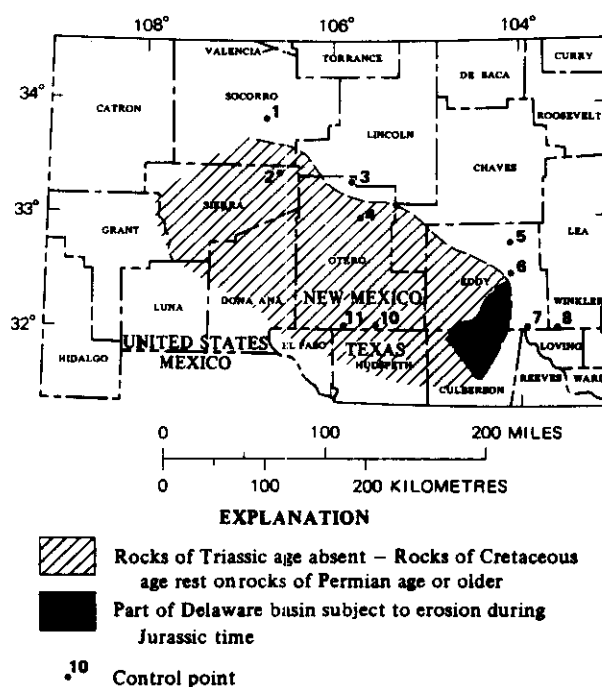 108° 106° 104°
VALENCIA
TORRANCE
CURRY
DE BACA
34°
CATRON
SOCORRO
1
ROOSEVELT
LINCOLN
CHAVES
2
3
33°
SIERRA
4
GRANT
LEA
5
OTERO
6
EDDY
LUNA
DONA ANA
NEW MEXICO
WINKLER
32°
11 10
7 8
UNITED STATES
EL PASO
TEXAS
LOVING
HIDALGO
MEXICO
HUDSPETH
REEVES
WARD
CULBERSON
0 100 200 MILES
0 100 200 KILOMETRES
EXPLANATION
Rocks of Triassic age absent – Rocks of Cretaceous
age rest on rocks of Permian age or older
Part of Delaware basin subject to erosion during
Jurassic time
10 Control point